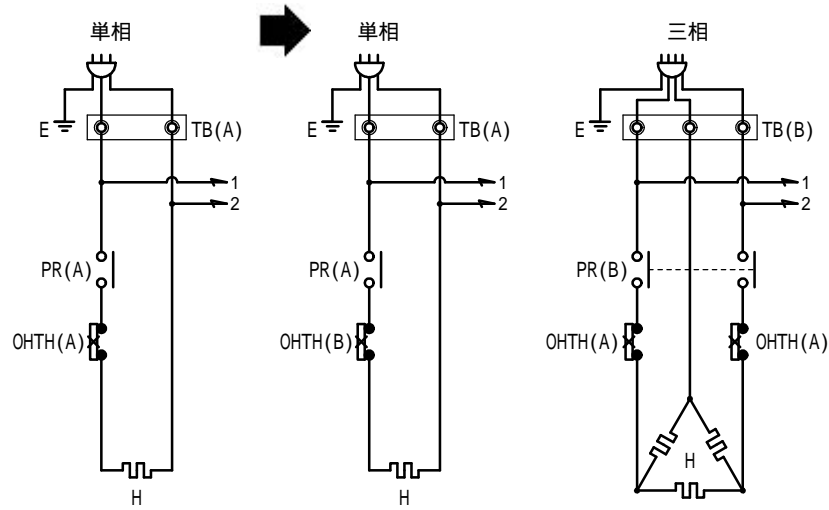 単相
E
TB(A)
1
2
PR(A)
OHTH(A)
H
単相
E
TB(A)
1
2
PR(A)
OHTH(B)
H
三相
E
TB(B)
1
2
PR(B)
OHTH(A)
OHTH(A)
H